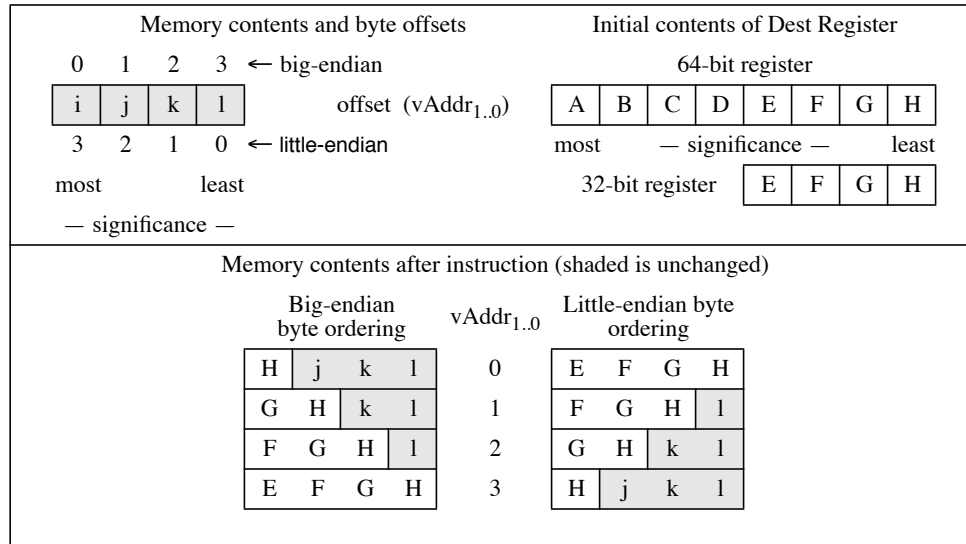 Memory contents and byte offsets
Initial contents of Dest Register
0 1 2 3 ← big-endian
64-bit register
i j k l
offset (vAddr1..0)
A B C D E F G H
3 2 1 0 ← little-endian
most — significance — least
most least
32-bit register E F G H
— significance —
Memory contents after instruction (shaded is unchanged)
Big-endian
byte ordering
vAddr1..0
Little-endian byte
ordering
H j k l 0 E F G H
G H k l 1 F G H l
F G H l 2 G H k l
E F G H 3 H j k l